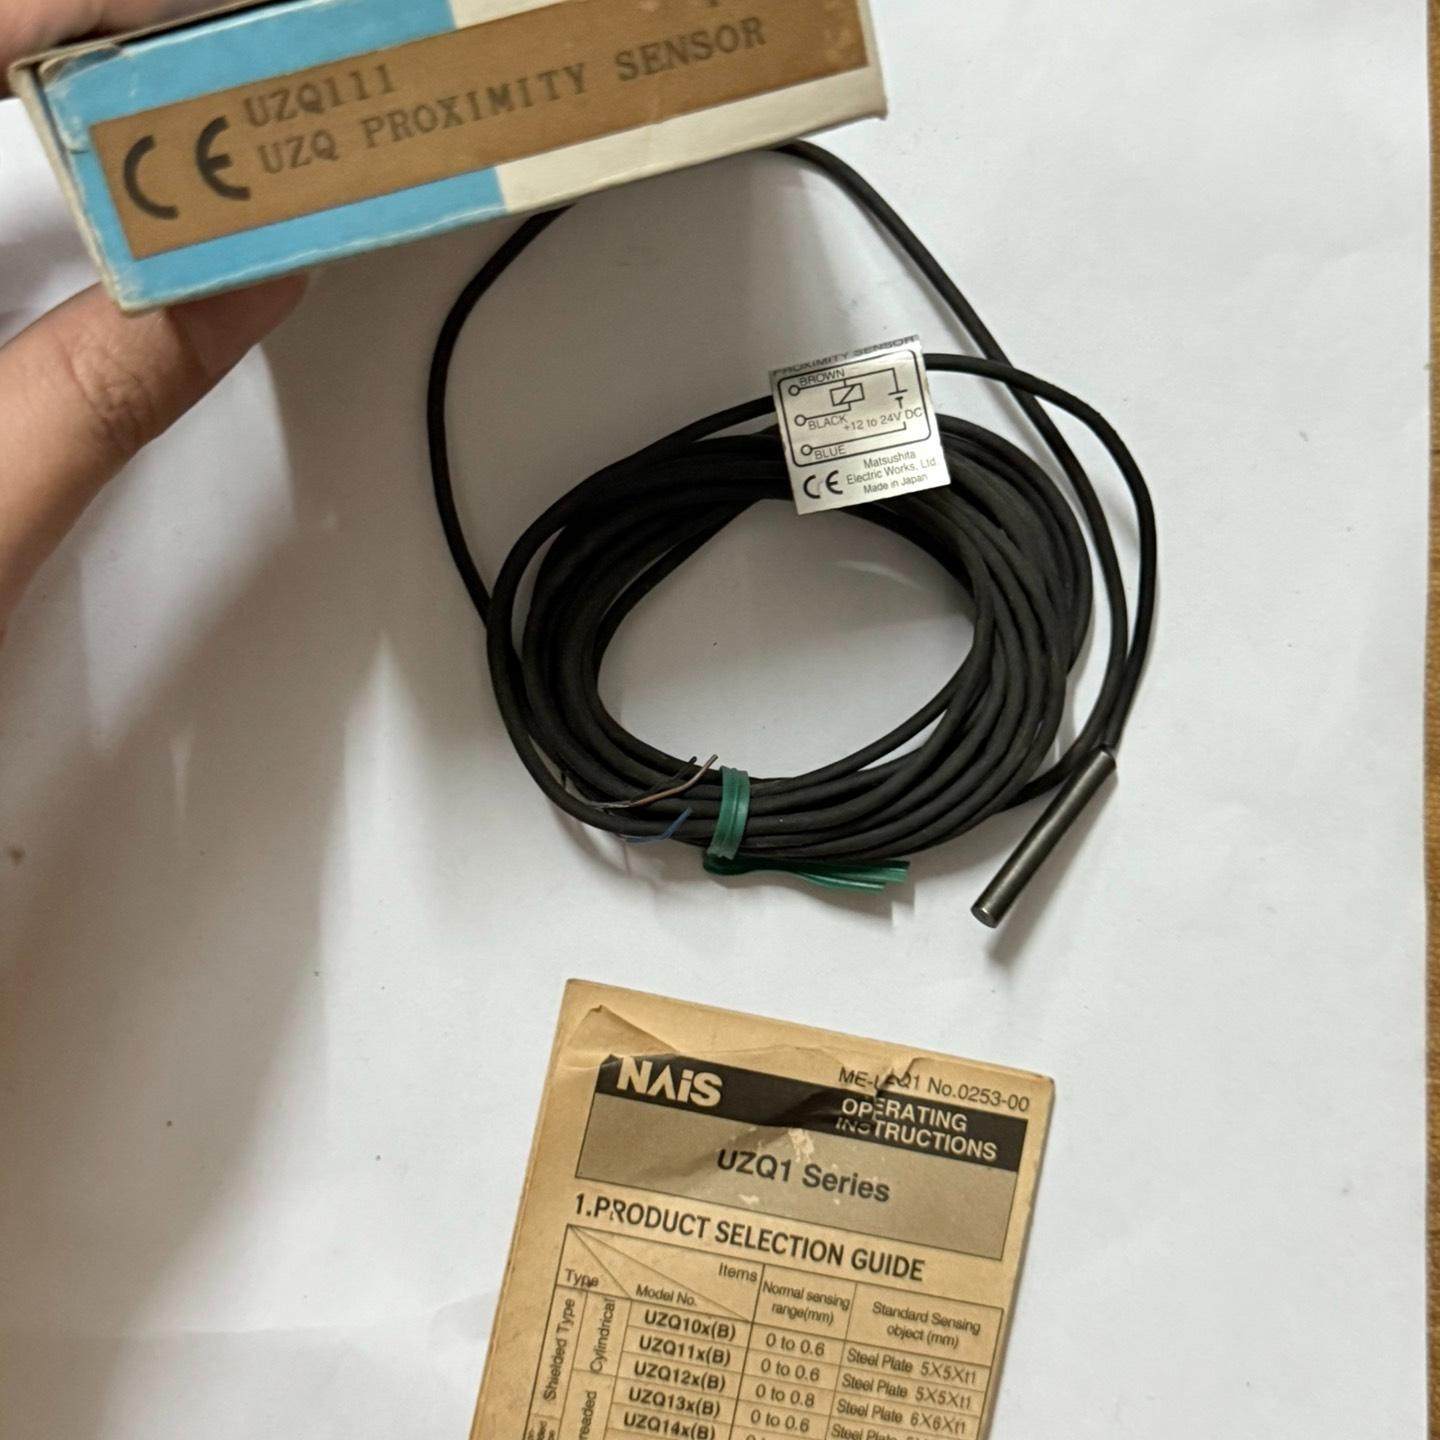 CE UZQ111
UZQ PROXIMITY SENSOR
PROXIMITY SENSOR
BROWN
BLACK
+12 to 24V DC
BLUE
Matsushita
Electric Works, Ltd.
CE Made in Japan
NAiS
No.0253-00
OPERATING
INSTRUCTIONS
UZQ1 Series
1.PRODUCT SELECTION GUIDE
Type
Items
Model No.
Normal sensing
range(mm)
Standard Sensing
object (mm)
Shielded Type
Cylindrical
UZQ10x(B) 0 to 0.6 Steel Plate 5X5Xt1
UZQ11x(B) 0 to 0.6 Steel Plate 5X5Xt1
UZQ12x(B) 0 to 0.8 Steel Plate 6X6Xt1
UZQ13x(B) 0 to 0.6 Steel Plate
UZQ14x(B)